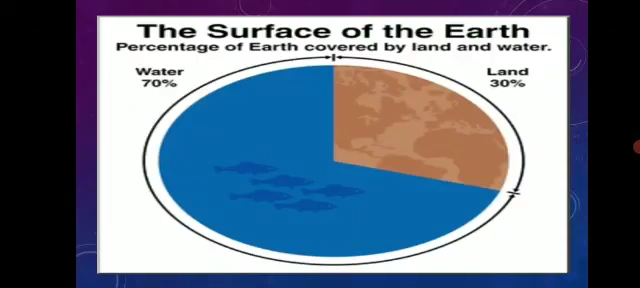 The Surface of the Earth
Percentage of Earth covered by land and water.
Water
70%
Land
30%